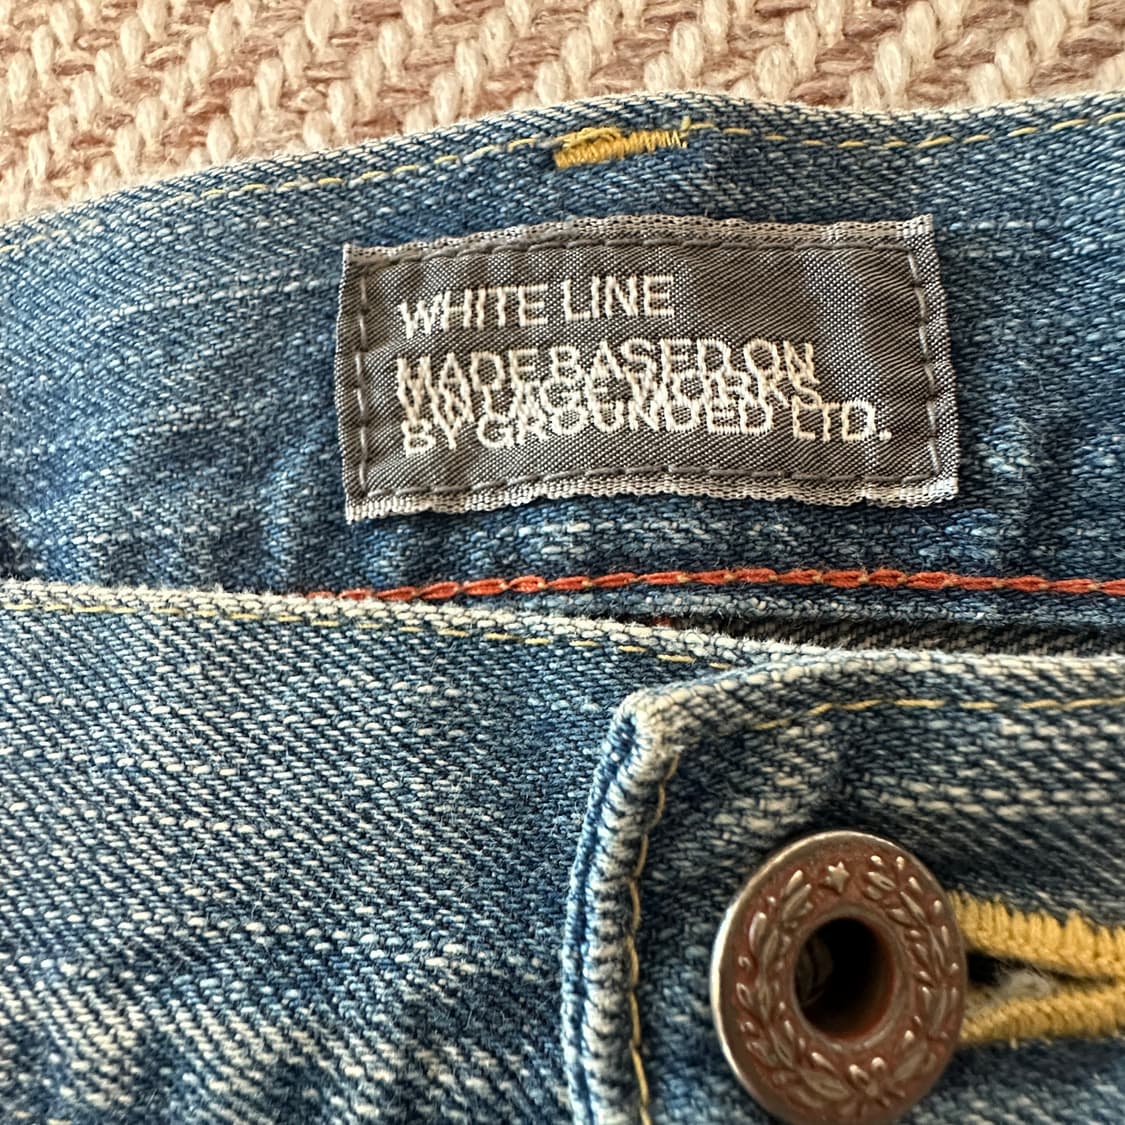 WHITE LINE
MADE BASED ON
VINTAGE WORKS
BY GROUNDED LTD.